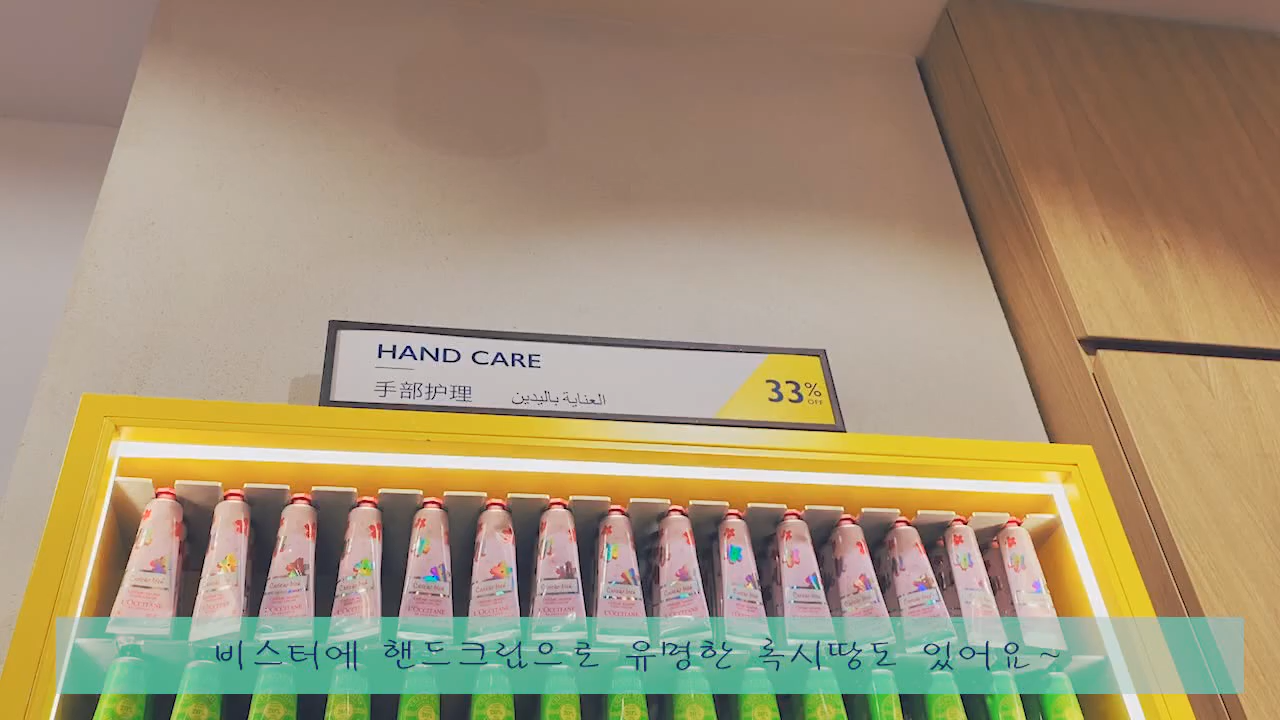 HAND CARE
手部护理 العناية باليدين
33% OFF
L'OCCITANE
비스터에 핸드크림으로 유명한 록시땅도 있어요~